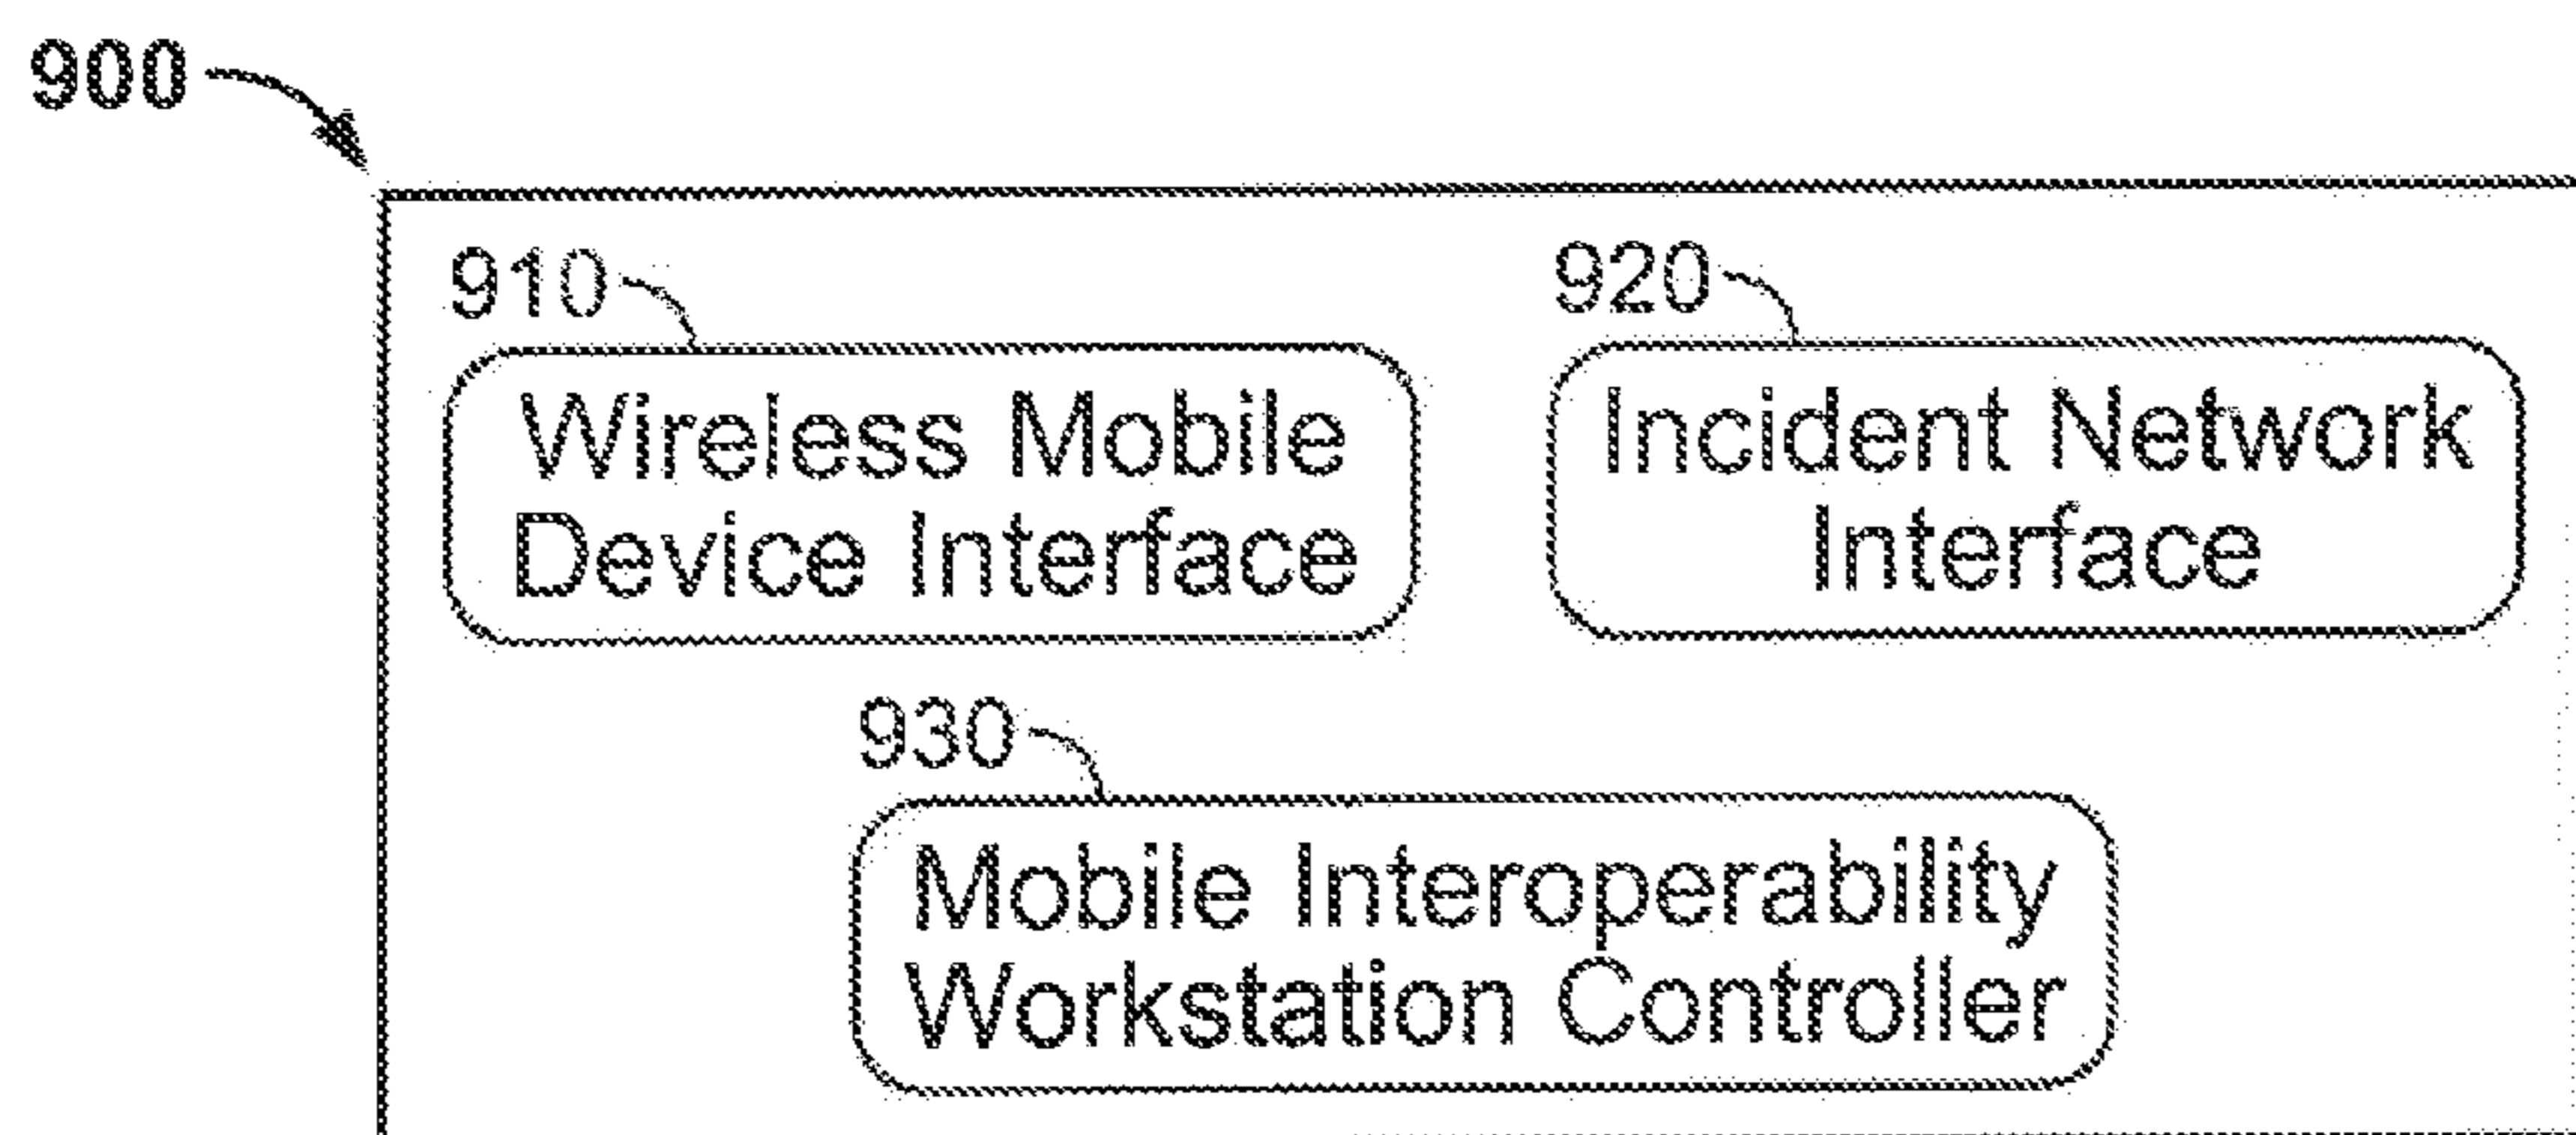 900
910
920
Wireless Mobile
Device Interface
Incident Network
Interface
930
Mobile Interoperability
Workstation Controller